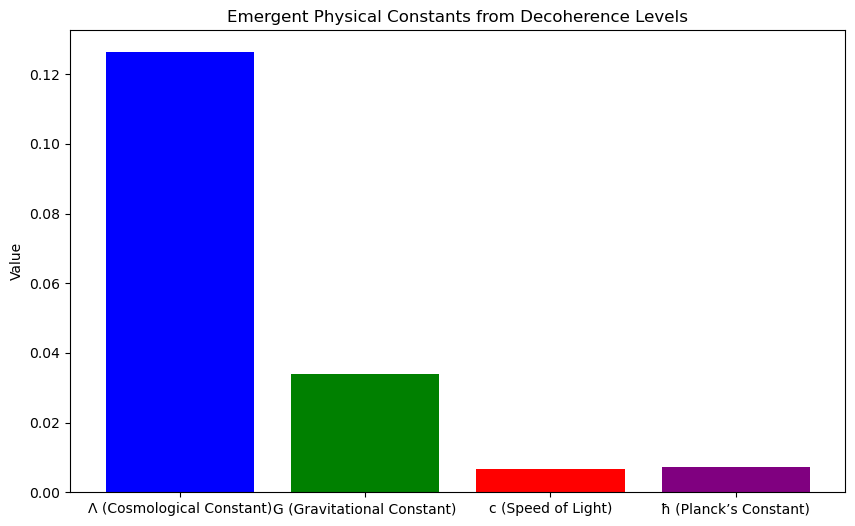 Emergent Physical Constants from Decoherence Levels
0.12
0.10
0.08
0.06
0.04
0.02
0.00
Value
Λ (Cosmological Constant) G (Gravitational Constant) c (Speed of Light) ħ (Planck’s Constant)